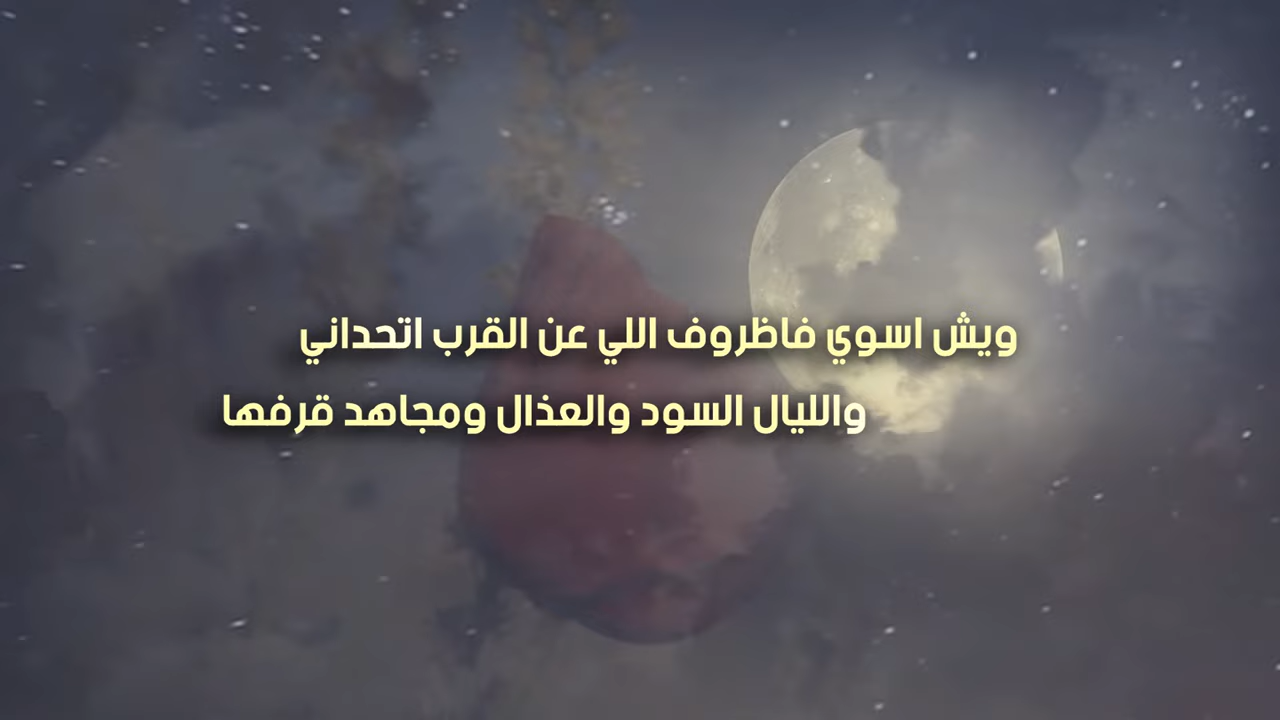 ويش اسوي فاظروف اللي عن القرب اتحداني
والليال السود والعذال ومجاهد قرفها